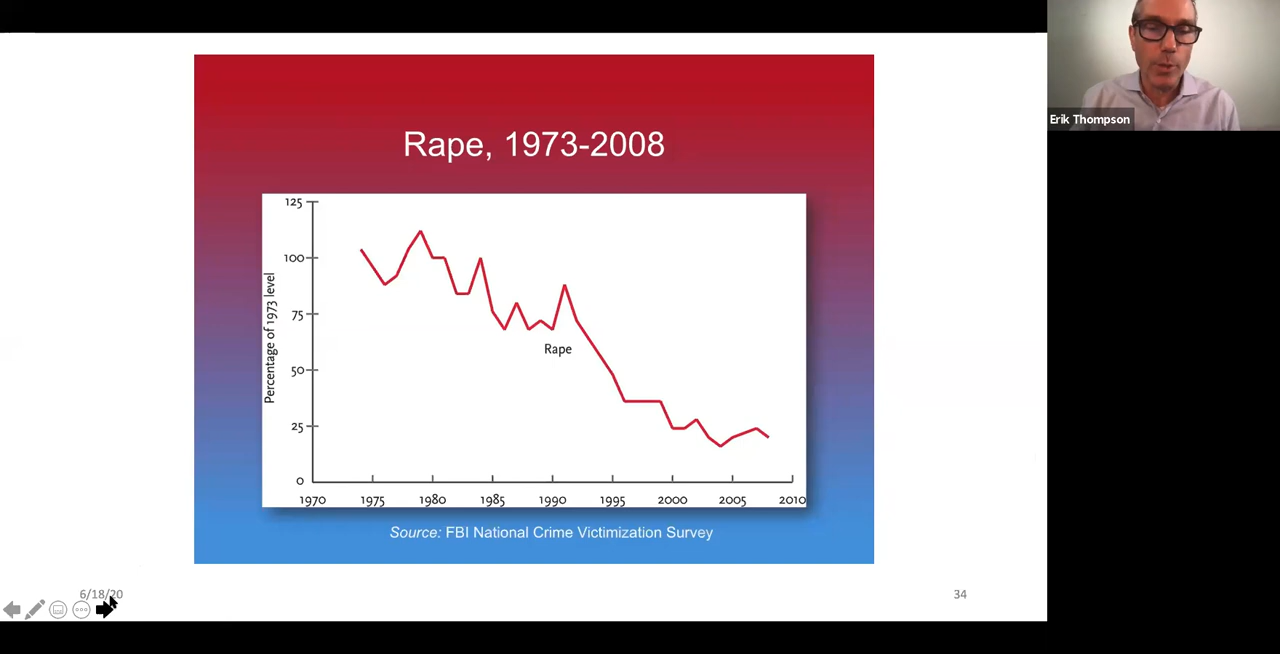 Erik Thompson
Rape, 1973-2008
Percentage of 1973 level
125
100
75
50
25
0
Rape
1970 1975 1980 1985 1990 1995 2000 2005 2010
Source: FBI National Crime Victimization Survey
6/18/20
34